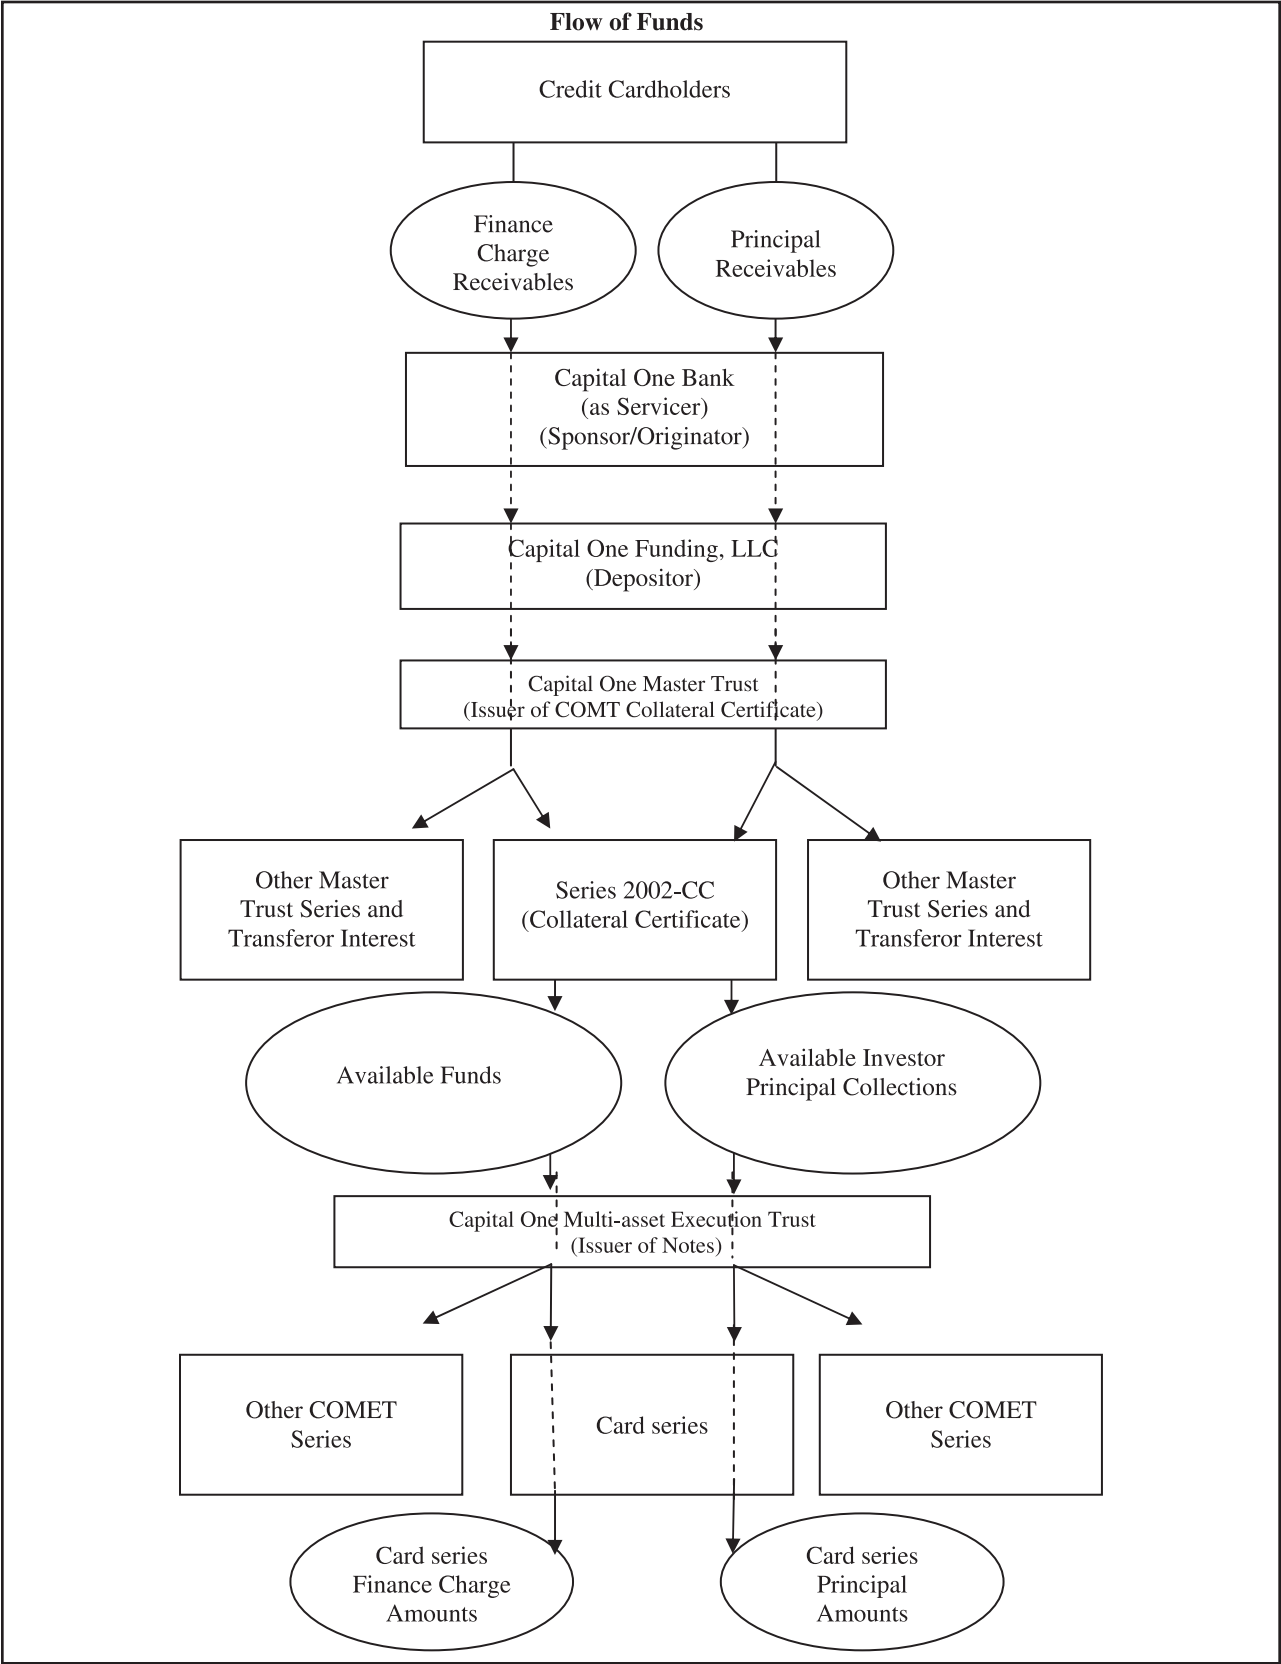 Flow of Funds
Credit Cardholders
Finance
Charge
Receivables
Principal
Receivables
Capital One Bank
(as Servicer)
(Sponsor/Originator)
Capital One Funding, LLC
(Depositor)
Capital One Master Trust
(Issuer of COMT Collateral Certificate)
Other Master
Trust Series and
Transferor Interest
Series 2002-CC
(Collateral Certificate)
Other Master
Trust Series and
Transferor Interest
Available Funds
Available Investor
Principal Collections
Capital One Multi-asset Execution Trust
(Issuer of Notes)
Other COMET
Series
Card series
Other COMET
Series
Card series
Finance Charge
Amounts
Card series
Principal
Amounts